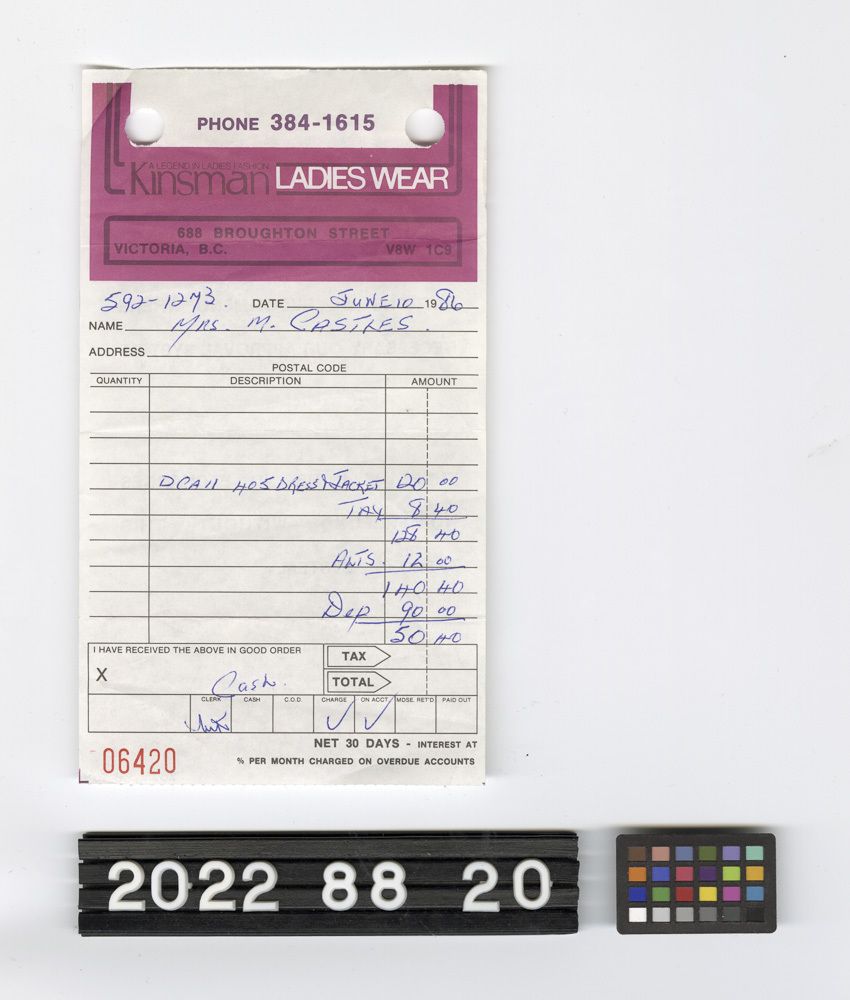 PHONE 384-1615
A LEGEND IN LADIES FASHION
Kinsman LADIES WEAR
688 BROUGHTON STREET
VICTORIA, B.C. V8W 1C9
592-1273. DATE JUNE 10 1986
NAME MRS. M. CASTLES.
ADDRESS
POSTAL CODE
QUANTITY DESCRIPTION AMOUNT
DCA11 405 DRESS & JACKET 120 00
TAX 8 40
128 40
ALTS. 12 00
140 40
Dep 90 00
50 40
I HAVE RECEIVED THE ABOVE IN GOOD ORDER
TAX
X
TOTAL
Cash.
CLERK CASH C.O.D. CHARGE ON ACCT MDSE. RET'D PAID OUT
NET 30 DAYS - INTEREST AT
06420
% PER MONTH CHARGED ON OVERDUE ACCOUNTS
2022 88 20